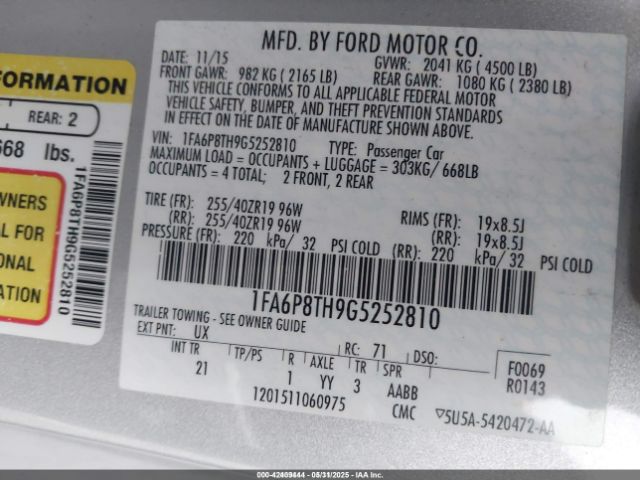 MFD. BY FORD MOTOR CO.
DATE: 11/15 GVWR: 2041 KG (4500 LB)
FRONT GAWR: 982 KG (2165 LB) REAR GAWR: 1080 KG (2380 LB)
THIS VEHICLE CONFORMS TO ALL APPLICABLE FEDERAL MOTOR
VEHICLE SAFETY, BUMPER, AND THEFT PREVENTION STANDARDS
IN EFFECT ON THE DATE OF MANUFACTURE SHOWN ABOVE.
VIN: 1FA6P8TH9G5252810 TYPE: Passenger Car
MAXIMUM LOAD = OCCUPANTS + LUGGAGE = 303KG/ 668LB
OCCUPANTS = 4 TOTAL: 2 FRONT, 2 REAR
TIRE (FR): 255/40ZR19 96W RIMS (FR): 19x8.5J
(RR): 255/40ZR19 96W (RR): 19x8.5J
PRESSURE (FR): 220 kPa/ 32 PSI COLD (RR): 220 kPa/ 32 PSI COLD
1FA6P8TH9G5252810
TRAILER TOWING - SEE OWNER GUIDE
EXT PNT: UX RC: 71 DSO: F0069
INT TR TP/PS R AXLE TR SPR R0143
21 1 YY 3 AABB
1201511060975 CMC 5U5A-5420472-AA
FORMATION
REAR: 2
668 lbs.
OWNERS
AL FOR
ONAL
ATION
1FA6P8TH9G5252810
000-42409444 - 05/31/2025 - IAAI.com